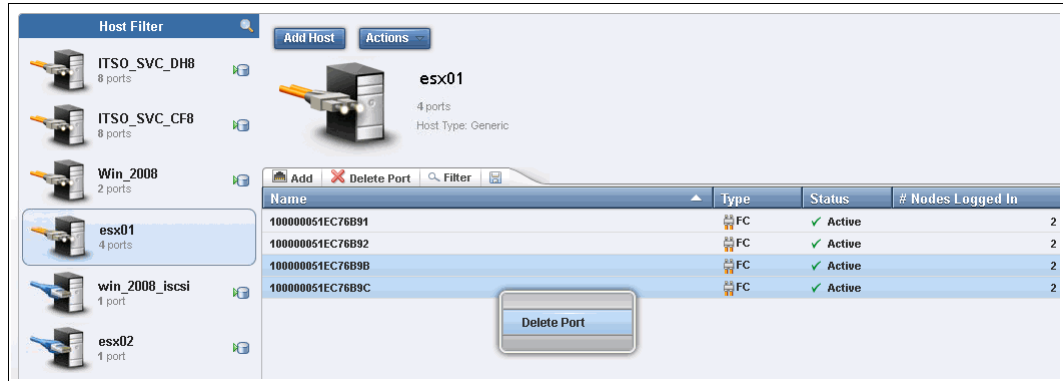 Host Filter
ITSO_SVC_DH8
8 ports
ITSO_SVC_CF8
8 ports
Win_2008
2 ports
esx01
4 ports
win_2008_iscsi
1 port
esx02
1 port
Add Host Actions
esx01
4 ports
Host Type: Generic
Add Delete Port Filter
Name Type Status # Nodes Logged In
100000051EC76B91 FC Active 2
100000051EC76B92 FC Active 2
100000051EC76B9B FC Active 2
100000051EC76B9C FC Active 2
Delete Port